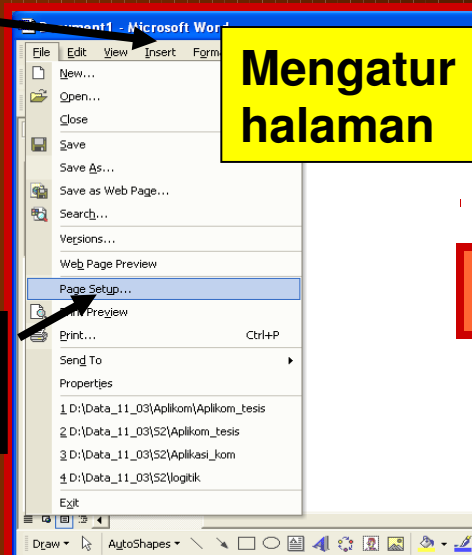 Document1 - Microsoft Word
File Edit View Insert Form
Mengatur
halaman
New...
Open...
Close
Save
Save As...
Save as Web Page...
Search...
Versions...
Web Page Preview
Page Setup...
Print Preview
Print... Ctrl+P
Send To
Properties
1 D:\Data_11_03\Aplikom\Aplikom_tesis
2 D:\Data_11_03\S2\Aplikom_tesis
3 D:\Data_11_03\S2\Aplikasi_kom
4 D:\Data_11_03\S2\logitik
Exit
Draw AutoShapes